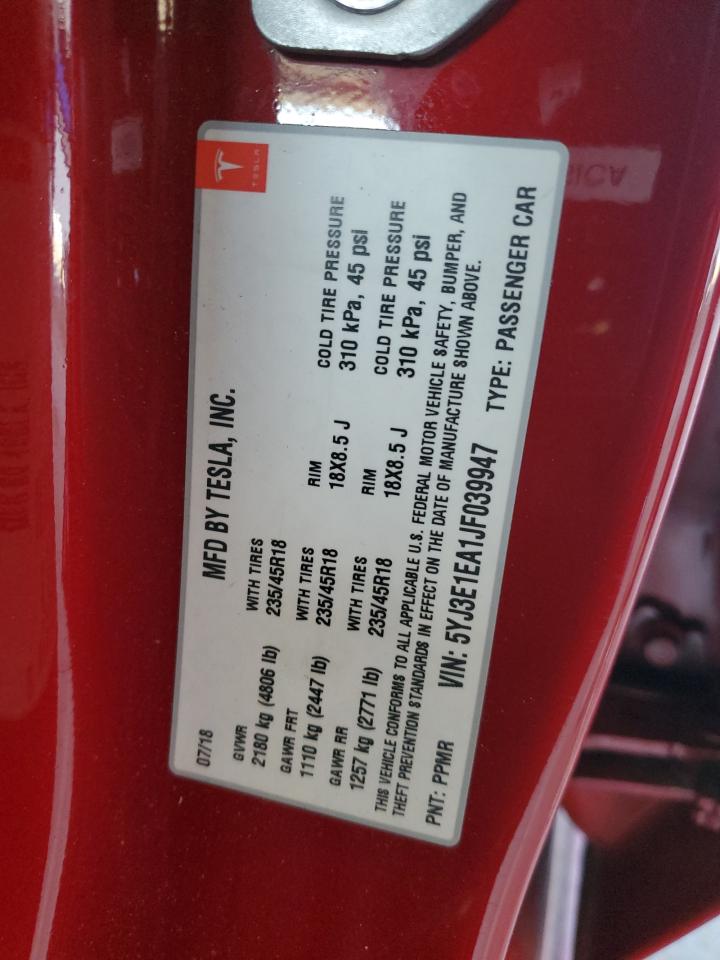 TESLA
MFD BY TESLA, INC.
07/18
GVWR
2180 kg (4806 lb)
WITH TIRES
235/45R18
RIM
18X8.5 J
COLD TIRE PRESSURE
310 kPa, 45 psi
GAWR FRT
1110 kg (2447 lb)
WITH TIRES
235/45R18
RIM
18X8.5 J
COLD TIRE PRESSURE
310 kPa, 45 psi
GAWR RR
1257 kg (2771 lb)
WITH TIRES
235/45R18
THIS VEHICLE CONFORMS TO ALL APPLICABLE U.S. FEDERAL MOTOR VEHICLE SAFETY, BUMPER, AND
THEFT PREVENTION STANDARDS IN EFFECT ON THE DATE OF MANUFACTURE SHOWN ABOVE.
PNT: PPMR VIN: 5YJ3E1EA1JF039947 TYPE: PASSENGER CAR